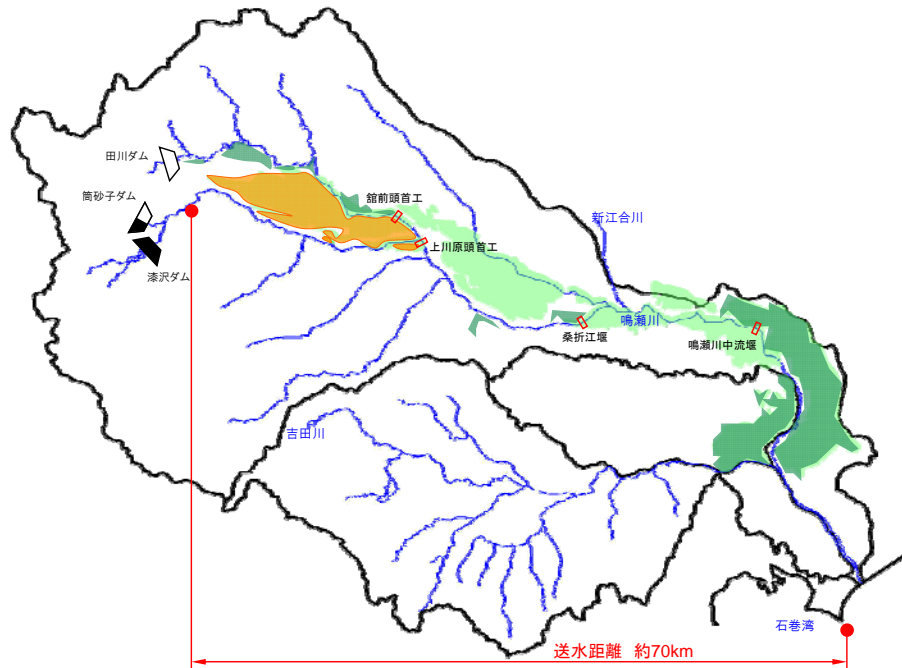 田川ダム
筒砂子ダム
漆沢ダム
舘前頭首工
上川原頭首工
新江合川
鳴瀬川
桑折江堰
鳴瀬川中流堰
吉田川
石巻湾
送水距離 約70km